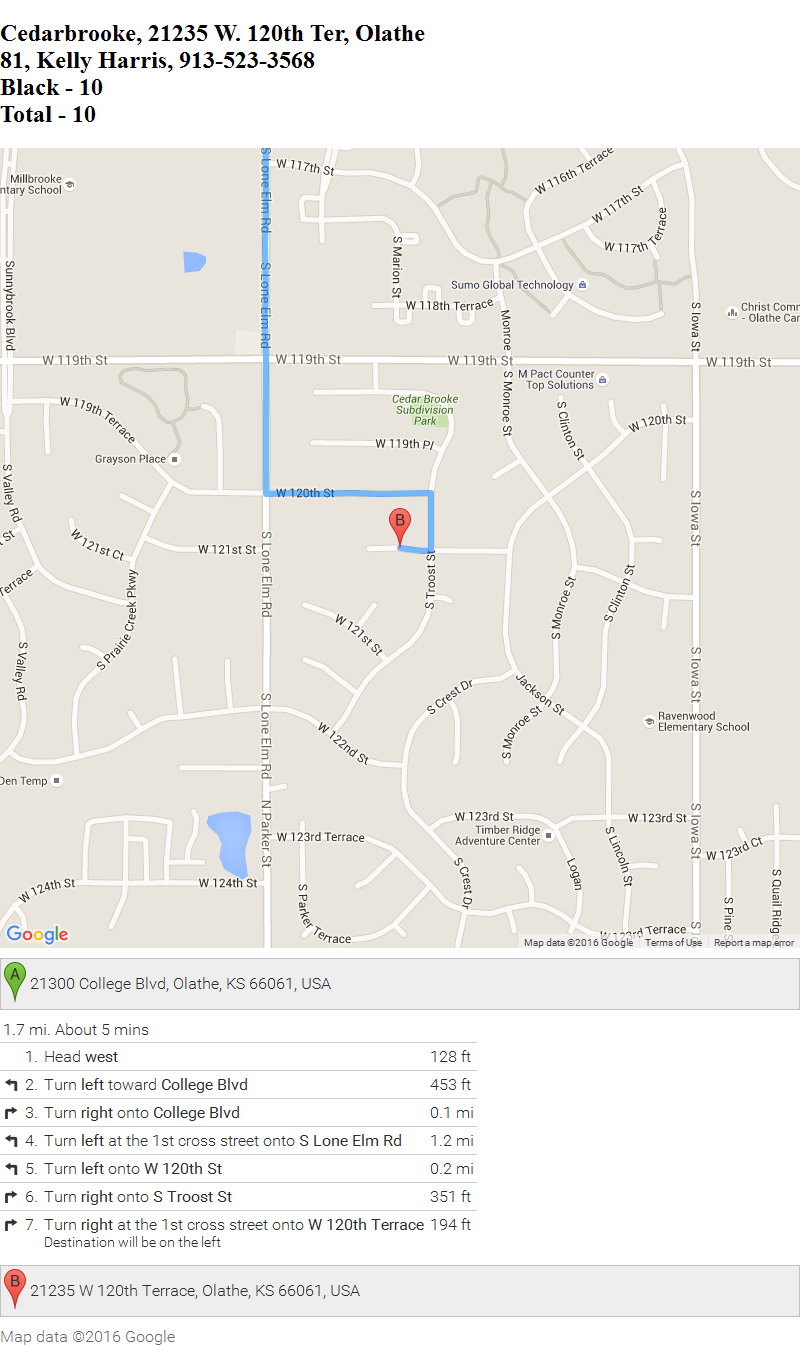 Cedarbrooke, 21235 W. 120th Ter, Olathe
81, Kelly Harris, 913-523-3568
Black - 10
Total - 10
S Lone Elm Rd
W 117th St
W 116th Terrace
Millbrooke
ntary School
W 117th St
W 117th Terrace
S Marion St
Sunnybrook Blvd
S Lone Elm Rd
Sumo Global Technology
W 118th Terrace
Monroe
S Iowa St
Christ Comm
- Olathe Car
W 119th St
W 119th St
W 119th St
W 119th St
M Pact Counter
Top Solutions
S Monroe St
Cedar Brooke
Subdivision
Park
W 119th Terrace
S Clinton St
W 120th St
W 119th Pl
Grayson Place
S Valley Rd
W 120th St
S Iowa St
B
W 121st Ct
W 121st St
S Lone Elm Rd
St
Terrace
S Troost St
S Prairie Creek Pkwy
W 121st St
S Monroe St
S Clinton St
S Valley Rd
S Crest Dr
Jackson St
S Iowa St
S Lone Elm Rd
W 122nd St
S Monroe St
Ravenwood
Elementary School
Den Temp
N Parker St
W 123rd St
W 123rd St
Timber Ridge
Adventure Center
W 123rd Terrace
S Iowa St
W 123rd Ct
S Lincoln St
Logan
S Crest Dr
W 124th St
W 124th St
S Parker Terrace
S Pine S
S Quail Ridge
W 123rd Terrace
S
Google
Map data ©2016 Google
Terms of Use
Report a map error
A
21300 College Blvd, Olathe, KS 66061, USA
1.7 mi. About 5 mins
1. Head west 128 ft
2. Turn left toward College Blvd 453 ft
3. Turn right onto College Blvd 0.1 mi
4. Turn left at the 1st cross street onto S Lone Elm Rd 1.2 mi
5. Turn left onto W 120th St 0.2 mi
6. Turn right onto S Troost St 351 ft
7. Turn right at the 1st cross street onto W 120th Terrace 194 ft
Destination will be on the left
B
21235 W 120th Terrace, Olathe, KS 66061, USA
Map data ©2016 Google